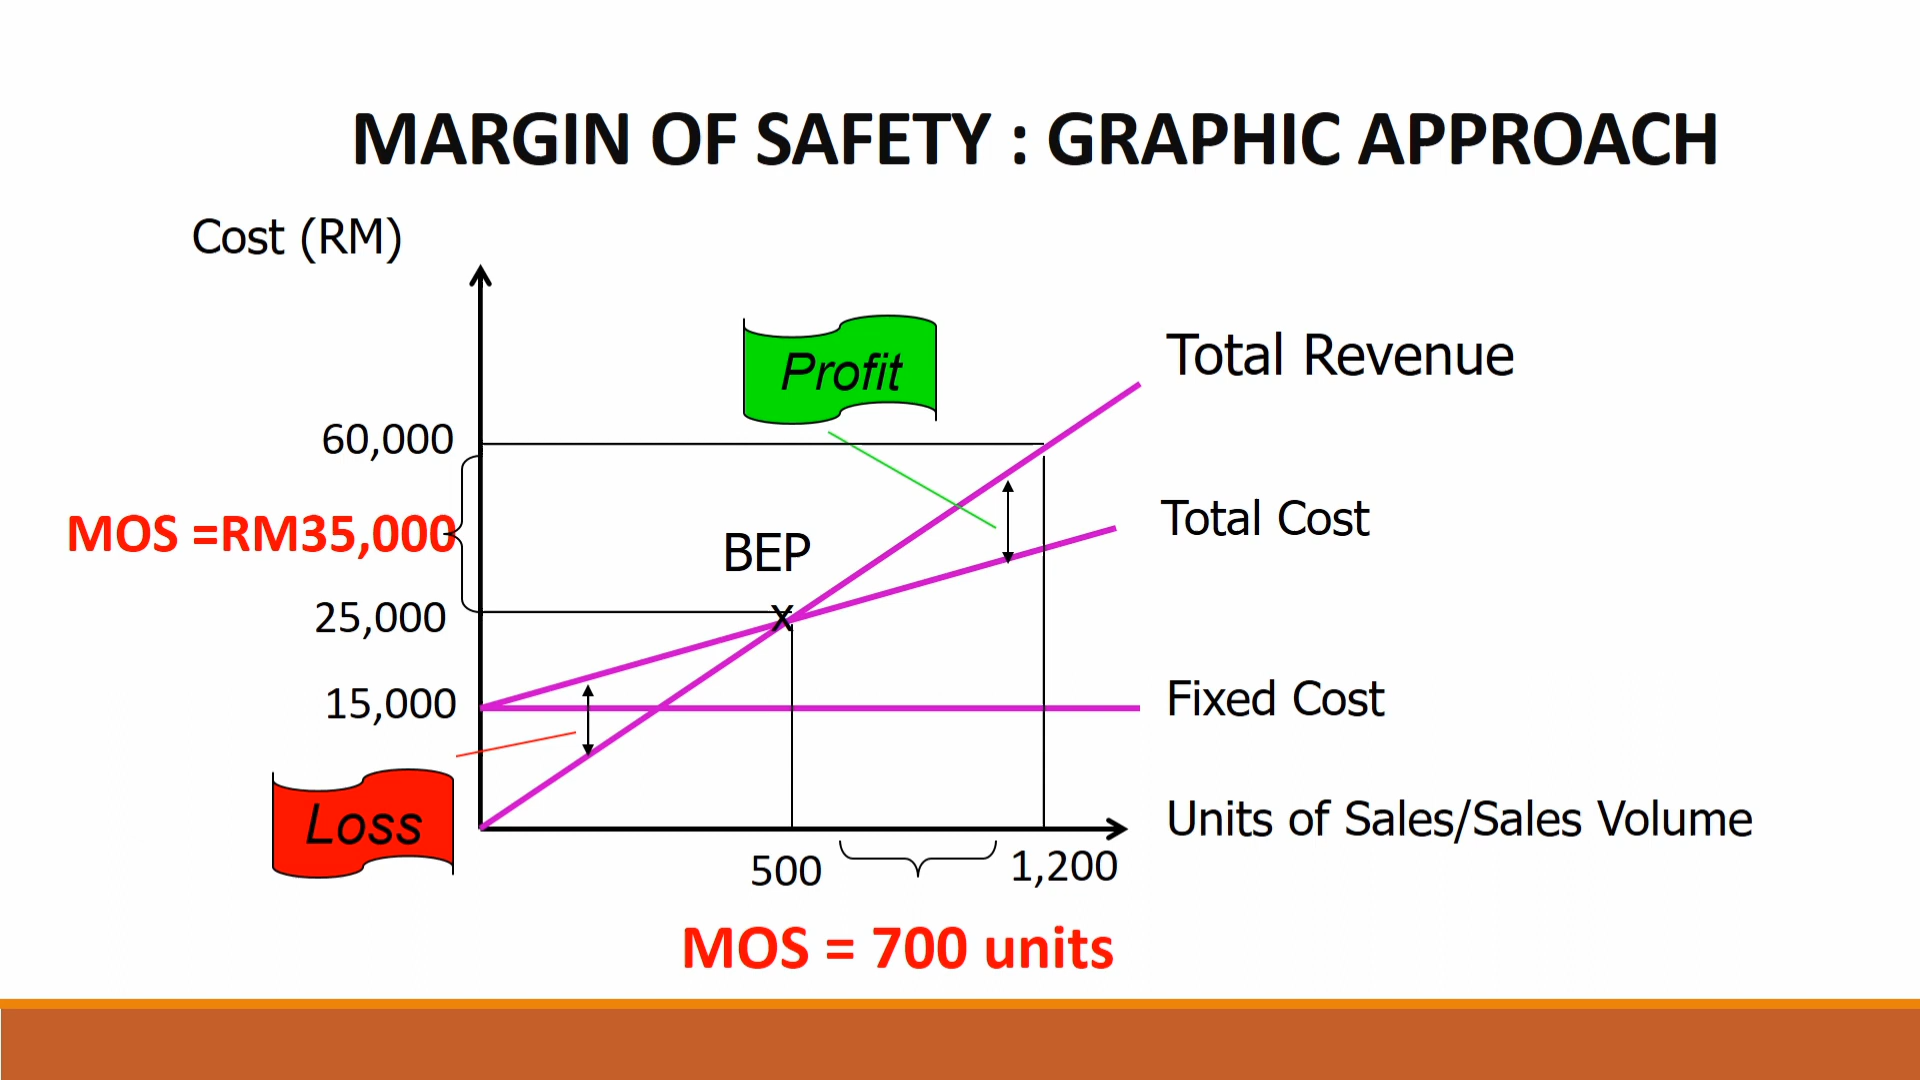 MARGIN OF SAFETY : GRAPHIC APPROACH
Cost (RM)
Profit
Total Revenue
60,000
MOS =RM35,000
Total Cost
BEP
X
25,000
15,000
Fixed Cost
Loss
Units of Sales/Sales Volume
500
1,200
MOS = 700 units